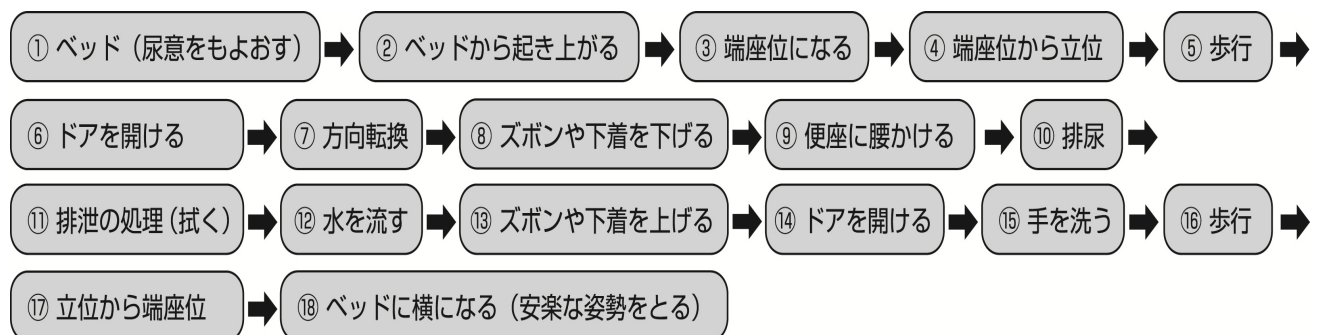 ① ベッド（尿意をもよおす） ➡ ② ベッドから起き上がる ➡ ③ 端座位になる ➡ ④ 端座位から立位 ➡ ⑤ 歩行 ➡
⑥ ドアを開ける ➡ ⑦ 方向転換 ➡ ⑧ ズボンや下着を下げる ➡ ⑨ 便座に腰かける ➡ ⑩ 排尿 ➡
⑪ 排泄の処理（拭く） ➡ ⑫ 水を流す ➡ ⑬ ズボンや下着を上げる ➡ ⑭ ドアを開ける ➡ ⑮ 手を洗う ➡ ⑯ 歩行 ➡
⑰ 立位から端座位 ➡ ⑱ ベッドに横になる（安楽な姿勢をとる）